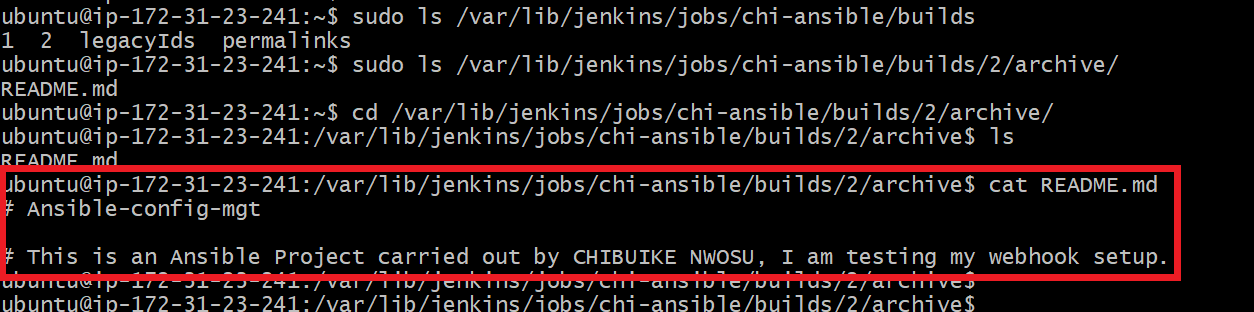 ubuntu@ip-172-31-23-241:~$ sudo ls /var/lib/jenkins/jobs/chi-ansible/builds
1  2  legacyIds  permalinks
ubuntu@ip-172-31-23-241:~$ sudo ls /var/lib/jenkins/jobs/chi-ansible/builds/2/archive/
README.md
ubuntu@ip-172-31-23-241:~$ cd /var/lib/jenkins/jobs/chi-ansible/builds/2/archive/
ubuntu@ip-172-31-23-241:/var/lib/jenkins/jobs/chi-ansible/builds/2/archive$ ls
README.md
ubuntu@ip-172-31-23-241:/var/lib/jenkins/jobs/chi-ansible/builds/2/archive$ cat README.md
# Ansible-config-mgt
# This is an Ansible Project carried out by CHIBUIKE NWOSU, I am testing my webhook setup.
ubuntu@ip-172-31-23-241:/var/lib/jenkins/jobs/chi-ansible/builds/2/archive$
ubuntu@ip-172-31-23-241:/var/lib/jenkins/jobs/chi-ansible/builds/2/archive$